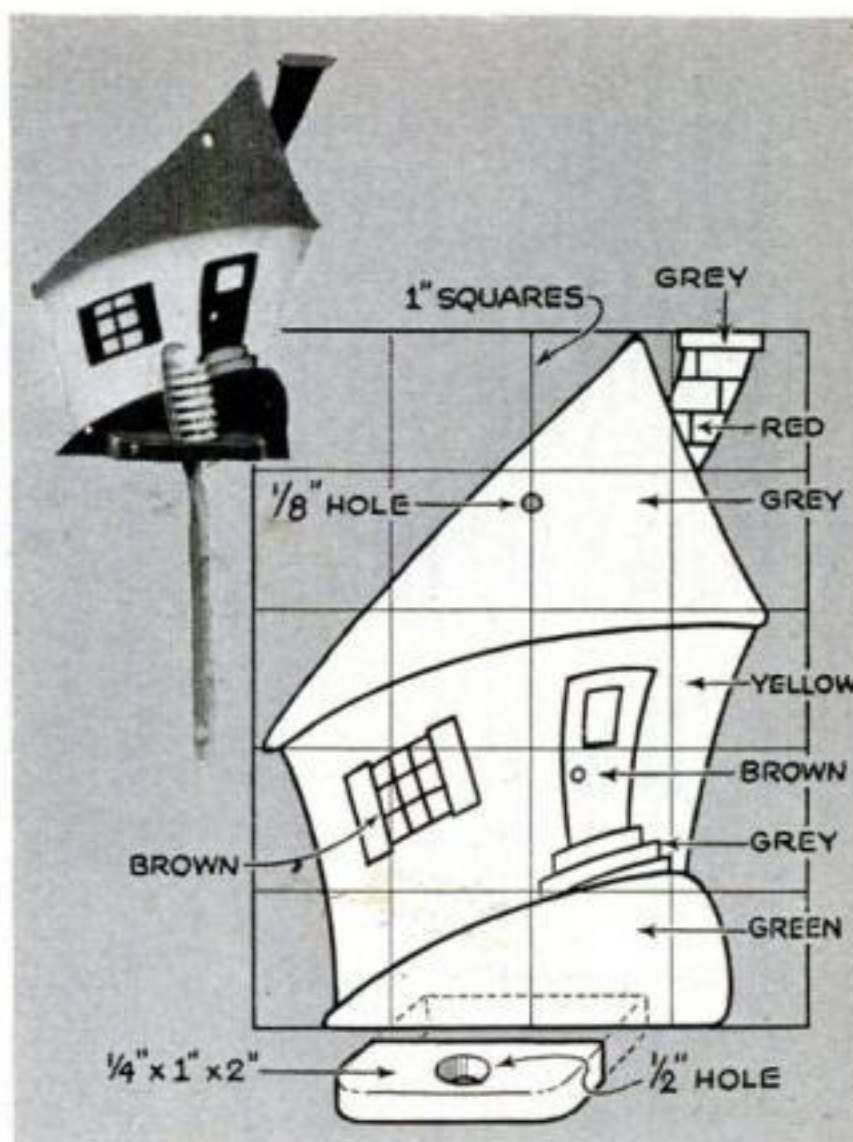 GREY
1" SQUARES
RED
1/8" HOLE
GREY
YELLOW
BROWN
GREY
BROWN
GREEN
1/4" x 1" x 2"
1/2" HOLE